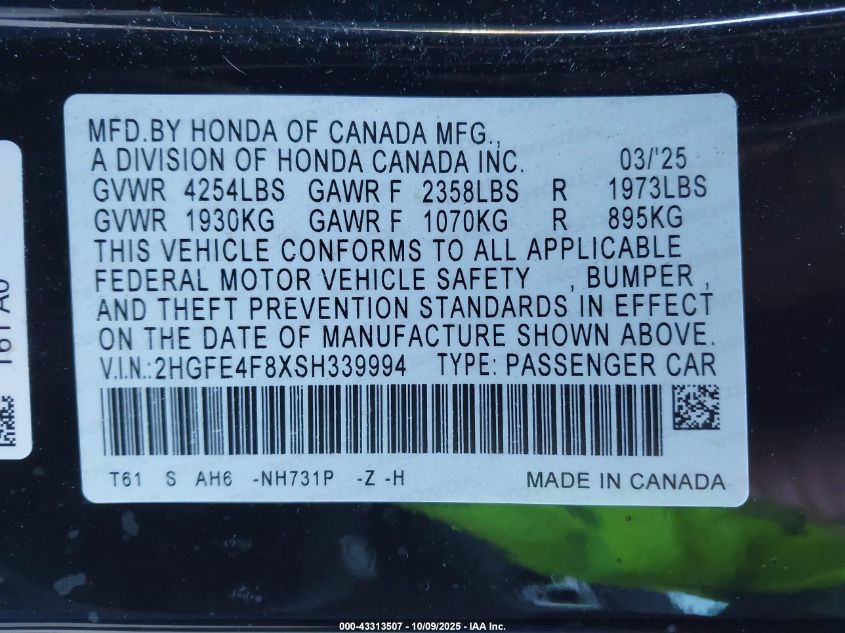 MFD.BY HONDA OF CANADA MFG.,
A DIVISION OF HONDA CANADA INC. 03/'25
GVWR 4254LBS GAWR F 2358LBS R 1973LBS
GVWR 1930KG GAWR F 1070KG R 895KG
THIS VEHICLE CONFORMS TO ALL APPLICABLE
FEDERAL MOTOR VEHICLE SAFETY , BUMPER ,
AND THEFT PREVENTION STANDARDS IN EFFECT
ON THE DATE OF MANUFACTURE SHOWN ABOVE.
V.I.N.:2HGFE4F8XSH339994 TYPE: PASSENGER CAR
T61 S AH6 -NH731P -Z -H MADE IN CANADA
000-43313507 - 10/09/2025 - IAA Inc.